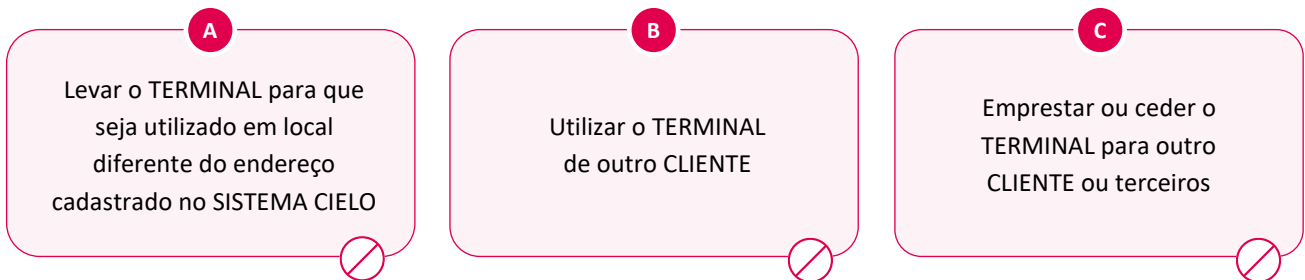 A
Levar o TERMINAL para que
seja utilizado em local
diferente do endereço
cadastrado no SISTEMA CIELO
B
Utilizar o TERMINAL
de outro CLIENTE
C
Emprestar ou ceder o
TERMINAL para outro
CLIENTE ou terceiros